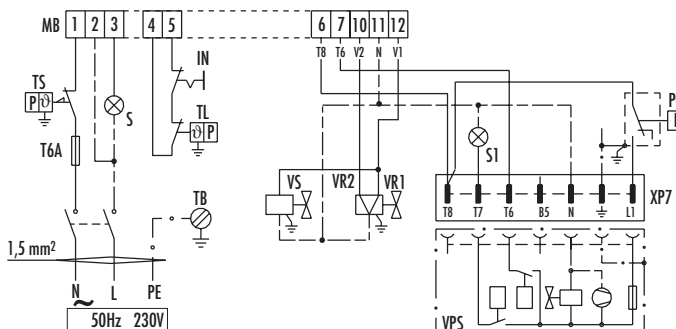 MB 1 2 3 4 5 6 7 10 11 12
T8 T6 V2 N V1
IN
TS P ϑ
S
TL ϑ P
P
T6A
S1
VS VR2 VR1
XP7
T8 T7 T6 B5 N L1
TB
1,5 mm²
N L PE
~
50Hz 230V
VPS